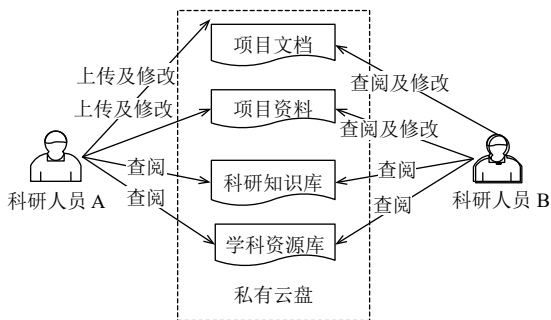 项目文档
上传及修改
查阅及修改
上传及修改
项目资料
查阅及修改
查阅
科研知识库
查阅
科研人员 A
科研人员 B
查阅
学科资源库
查阅
私有云盘